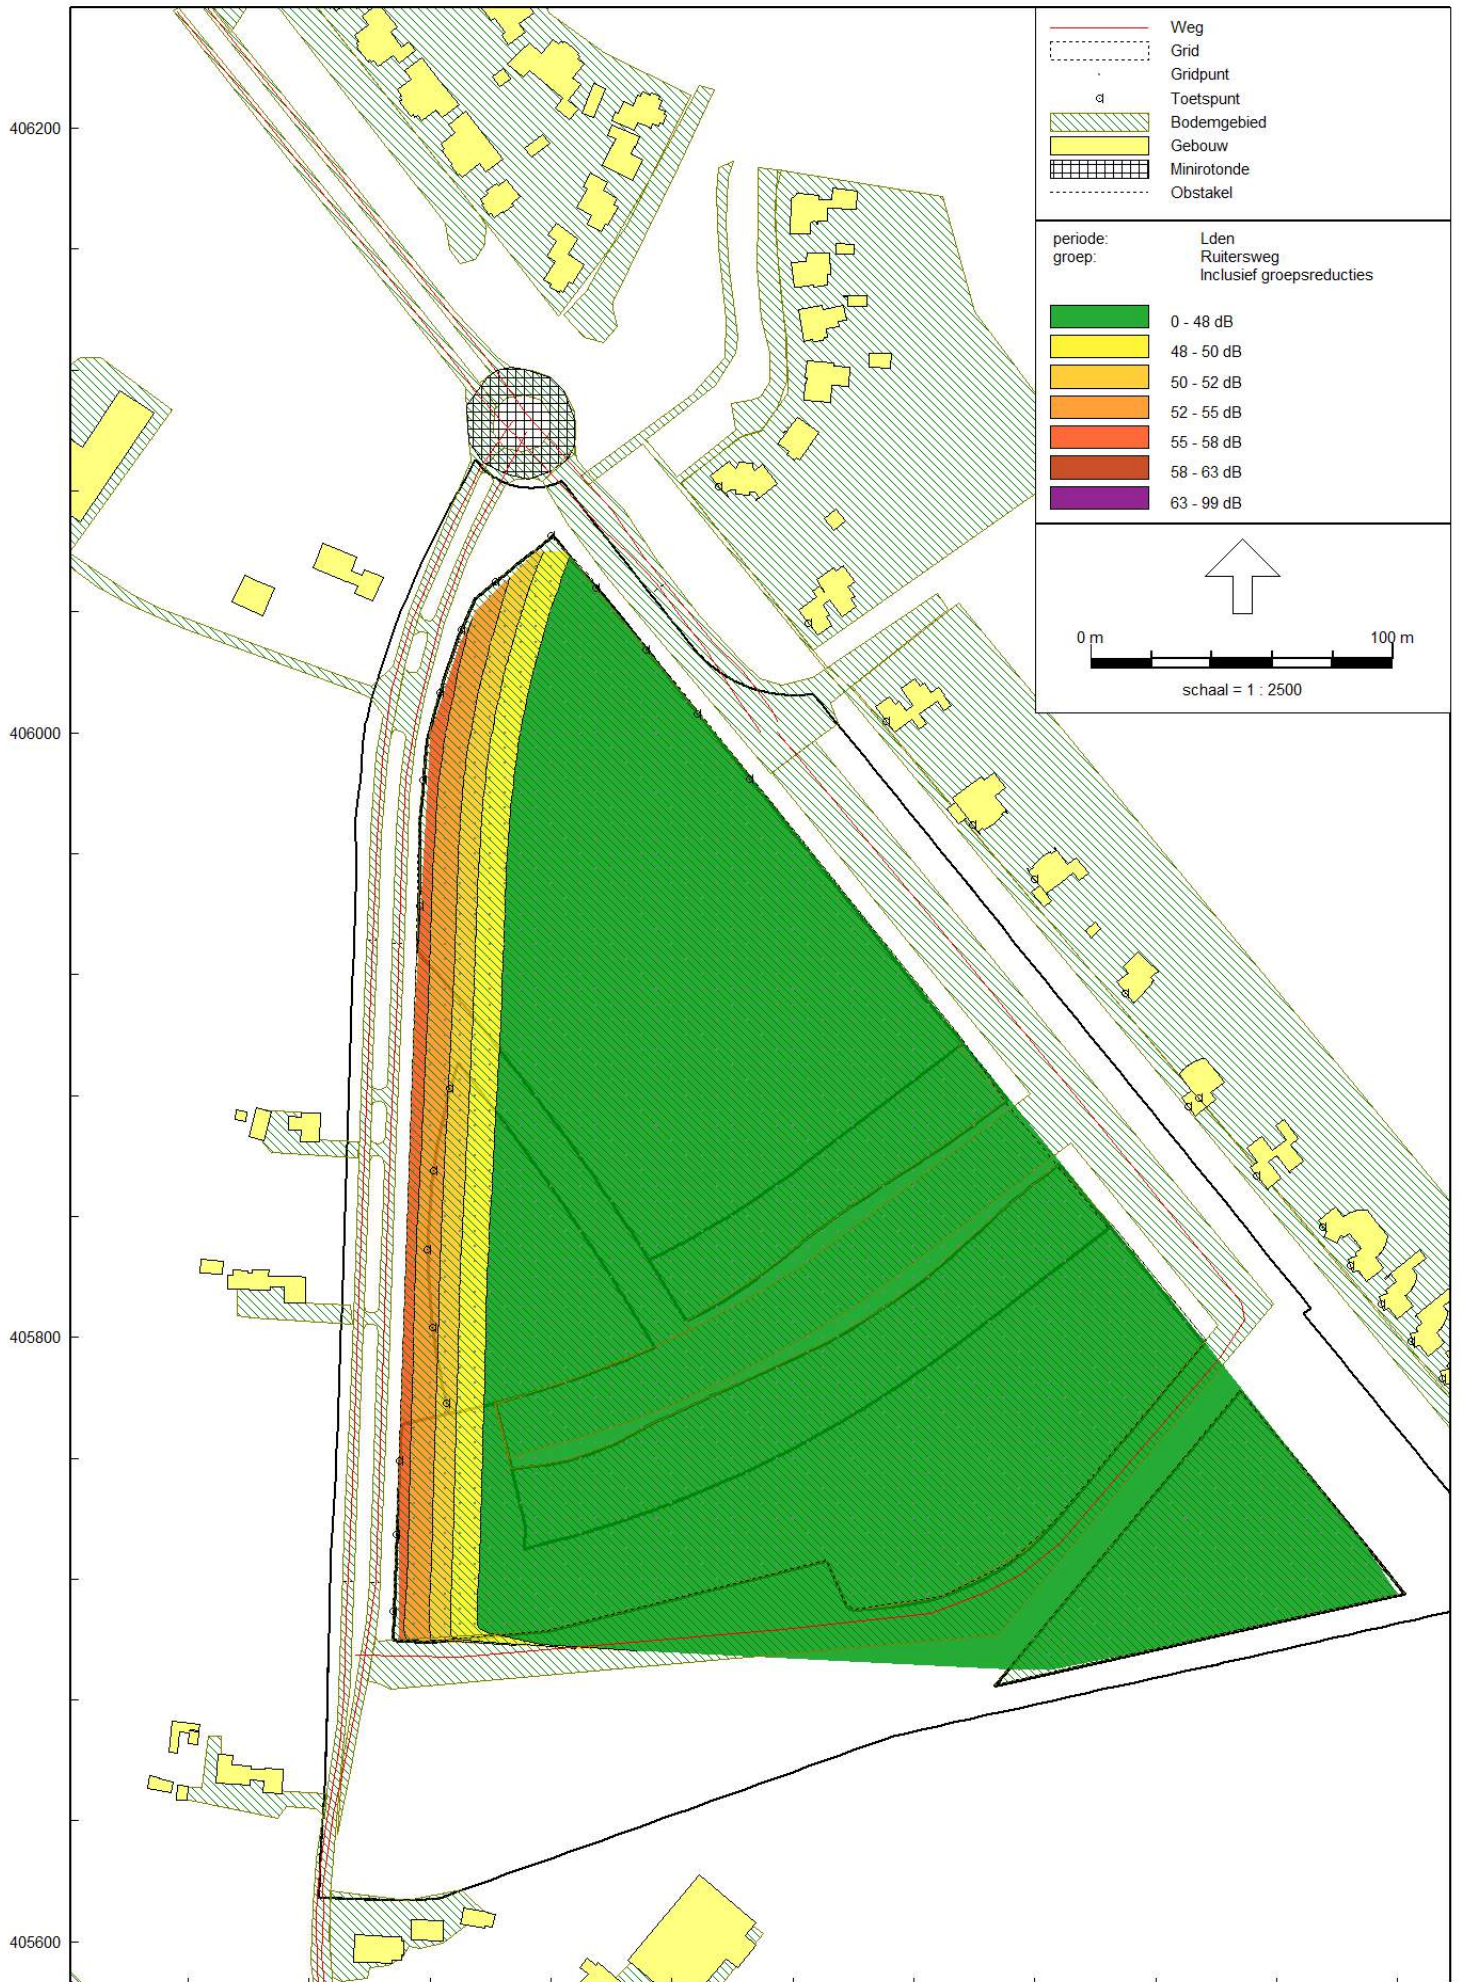 Weg
Grid
Gridpunt
Toetspunt
Bodemgebied
Gebouw
Minirotonde
Obstakel
periode: Lden
groep: Ruitersweg
Inclusief groepsreducties
0 - 48 dB
48 - 50 dB
50 - 52 dB
52 - 55 dB
55 - 58 dB
58 - 63 dB
63 - 99 dB
0 m 100 m
schaal = 1 : 2500
406200
406000
405800
405600